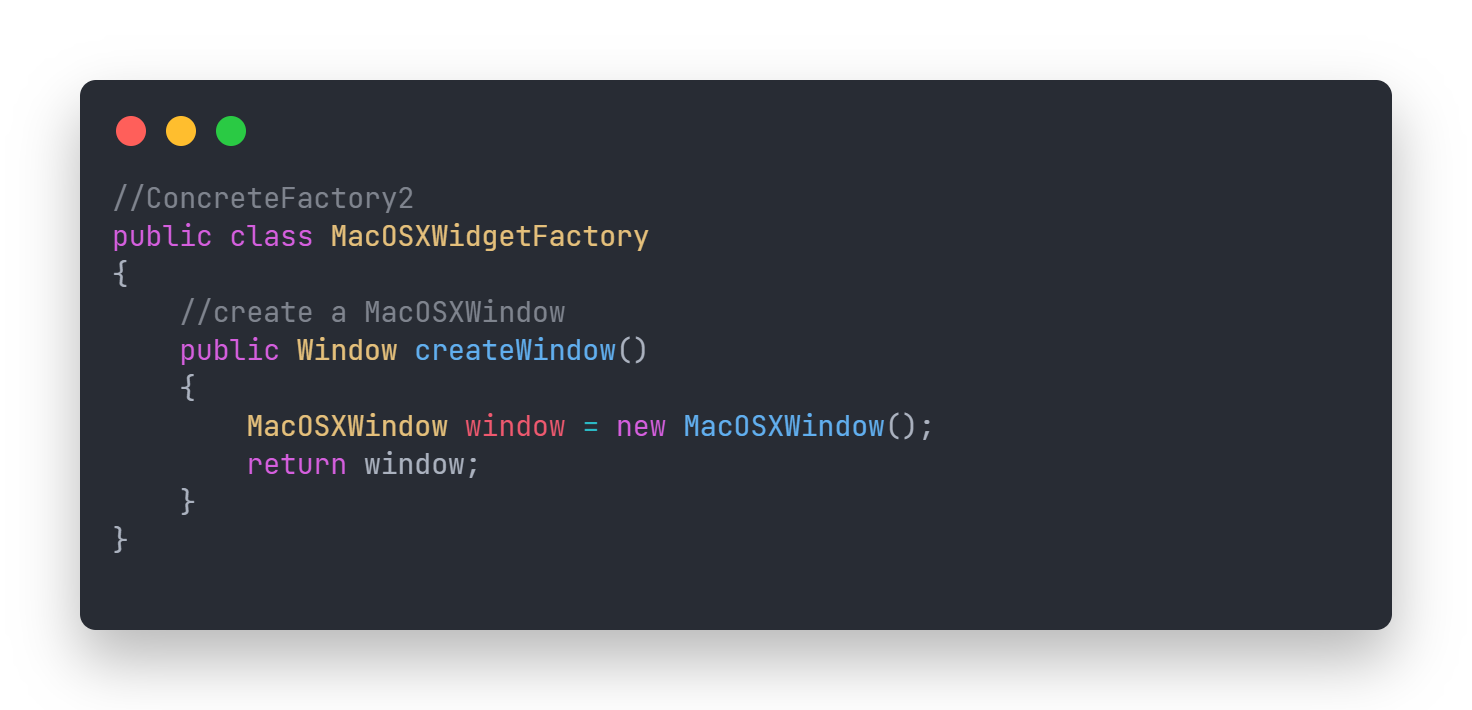 //ConcreteFactory2
public class MacOSXWidgetFactory
{
    //create a MacOSXWindow
    public Window createWindow()
    {
        MacOSXWindow window = new MacOSXWindow();
        return window;
    }
}